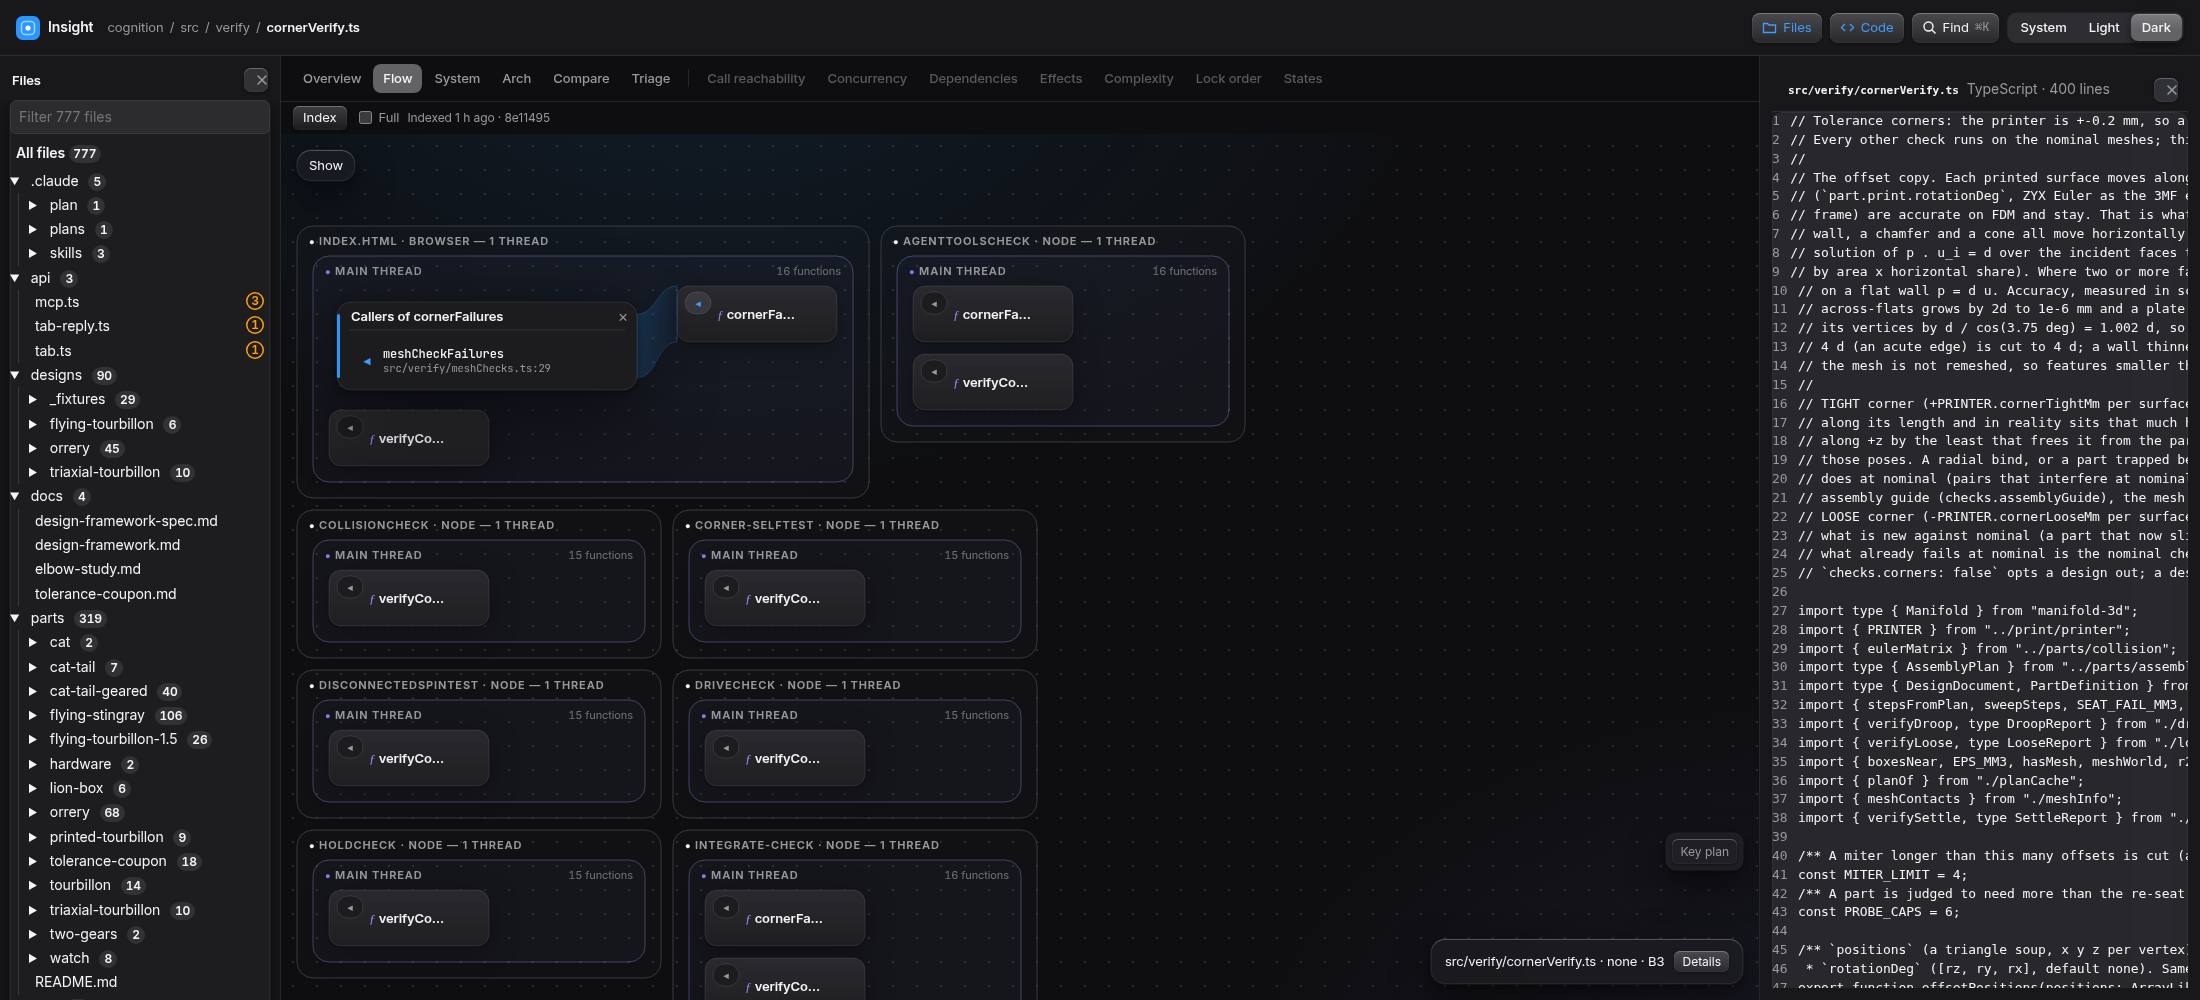 Insight cognition / src / verify / cornerVerify.ts
Files Code Find ⌘K System Light Dark
Files
Filter 777 files
All files 777
.claude 5
plan 1
plans 1
skills 3
api 3
mcp.ts 3
tab-reply.ts 1
tab.ts 1
designs 90
_fixtures 29
flying-tourbillon 6
orrery 45
triaxial-tourbillon 10
docs 4
design-framework-spec.md
design-framework.md
elbow-study.md
tolerance-coupon.md
parts 319
cat 2
cat-tail 7
cat-tail-geared 40
flying-stingray 106
flying-tourbillon-1.5 26
hardware 2
lion-box 6
orrery 68
printed-tourbillon 9
tolerance-coupon 18
tourbillon 14
triaxial-tourbillon 10
two-gears 2
watch 8
README.md
Overview Flow System Arch Compare Triage Call reachability Concurrency Dependencies Effects Complexity Lock order States
Index Full Indexed 1 h ago · 8e11495
Show
INDEX.HTML · BROWSER — 1 THREAD
MAIN THREAD 16 functions
Callers of cornerFailures
meshCheckFailures
src/verify/meshChecks.ts:29
ƒ cornerFa...
ƒ verifyCo...
AGENTTOOLSCHECK · NODE — 1 THREAD
MAIN THREAD 16 functions
ƒ cornerFa...
ƒ verifyCo...
COLLISIONCHECK · NODE — 1 THREAD
MAIN THREAD 15 functions
ƒ verifyCo...
CORNER-SELFTEST · NODE — 1 THREAD
MAIN THREAD 15 functions
ƒ verifyCo...
DISCONNECTEDSPINTEST · NODE — 1 THREAD
MAIN THREAD 15 functions
ƒ verifyCo...
DRIVECHECK · NODE — 1 THREAD
MAIN THREAD 15 functions
ƒ verifyCo...
HOLDCHECK · NODE — 1 THREAD
MAIN THREAD 15 functions
ƒ verifyCo...
INTEGRATE-CHECK · NODE — 1 THREAD
MAIN THREAD 16 functions
ƒ cornerFa...
ƒ verifyCo...
Key plan
src/verify/cornerVerify.ts · none · B3 Details
src/verify/cornerVerify.ts TypeScript · 400 lines
1 // Tolerance corners: the printer is +-0.2 mm, so a
2 // Every other check runs on the nominal meshes; thi
3 //
4 // The offset copy. Each printed surface moves along
5 // (`part.print.rotationDeg`, ZYX Euler as the 3MF
6 // frame) are accurate on FDM and stay. That is what
7 // wall, a chamfer and a cone all move horizontally
8 // solution of p . u_i = d over the incident faces
9 // by area x horizontal share). Where two or more fa
10 // on a flat wall p = d u. Accuracy, measured in
11 // across-flats grows by 2d to 1e-6 mm and a plate
12 // its vertices by d / cos(3.75 deg) = 1.002 d, so
13 // 4 d (an acute edge) is cut to 4 d; a wall thinne
14 // the mesh is not remeshed, so features smaller
15 //
16 // TIGHT corner (+PRINTER.cornerTightMm per surface
17 // along its length and in reality sits that much
18 // along +z by the least that frees it from the
19 // those poses. A radial bind, or a part trapped
20 // does at nominal (pairs that interfere at nominal
21 // assembly guide (checks.assemblyGuide), the mesh
22 // LOOSE corner (-PRINTER.cornerLooseMm per surface
23 // what is new against nominal (a part that now
24 // what already fails at nominal is the nominal
25 // `checks.corners: false` opts a design out; a
26
27 import type { Manifold } from "manifold-3d";
28 import { PRINTER } from "../print/printer";
29 import { eulerMatrix } from "../parts/collision";
30 import type { AssemblyPlan } from "../parts/assembl
31 import type { DesignDocument, PartDefinition } from
32 import { stepsFromPlan, sweepSteps, SEAT_FAIL_MM3,
33 import { verifyDroop, type DroopReport } from "./
34 import { verifyLoose, type LooseReport } from "./
35 import { boxesNear, EPS_MM3, hasMesh, meshWorld,
36 import { planOf } from "./planCache";
37 import { meshContacts } from "./meshInfo";
38 import { verifySettle, type SettleReport } from "./
39
40 /** A miter longer than this many offsets is cut
41 const MITER_LIMIT = 4;
42 /** A part is judged to need more than the re-seat
43 const PROBE_CAPS = 6;
44
45 /** `positions` (a triangle soup, x y z per vertex)
46 * `rotationDeg` ([rz, ry, rx], default none). Same
47 export function offsetPositions(positions: